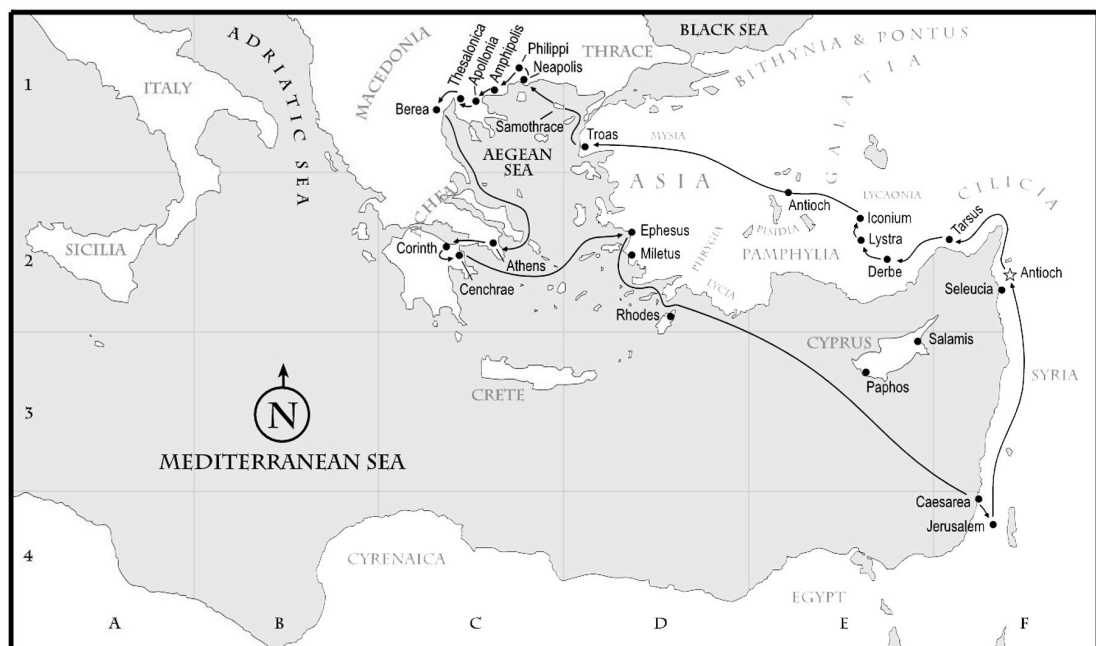 BLACK SEA
ADRIATIC SEA
MACEDONIA
Thesalonica
Apollonia
Amphipolis
Philippi
Neapolis
THRACE
BITHYNIA & PONTUS
GALATIA
1
ITALY
Berea
Samothrace
Troas
MYSIA
AEGEAN
SEA
ASIA
Antioch
LYCAONIA
CILICIA
ACHEAU
Iconium
PISIDIA
Lystra
Tarsus
SICILIA
Corinth
Athens
Ephesus
Miletus
PHRYGIA
PAMPHYLIA
Derbe
2
Cenchrae
LYCIA
Antioch
Seleucia
Rhodes
CYPRUS
Salamis
Paphos
SYRIA
CRETE
N
3
MEDITERRANEAN SEA
Caesarea
Jerusalem
4
CYRENAICA
EGYPT
A
B
C
D
E
F